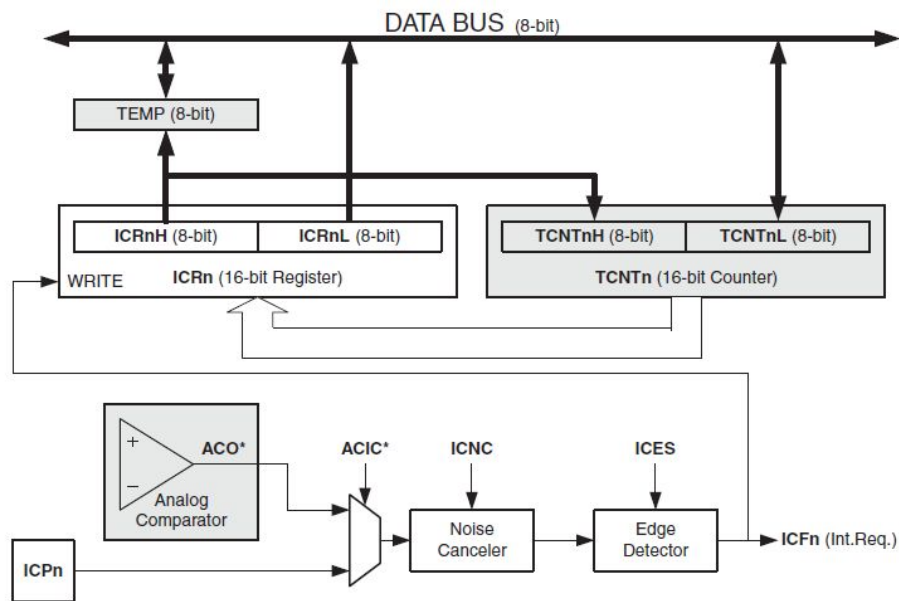 DATA BUS (8-bit)
TEMP (8-bit)
ICRnH (8-bit) ICRnL (8-bit)
WRITE ICRn (16-bit Register)
TCNTnH (8-bit) TCNTnL (8-bit)
TCNTn (16-bit Counter)
+
−
ACO*
Analog
Comparator
ACIC*
ICNC
ICES
Noise
Canceler
Edge
Detector
ICFn (Int.Req.)
ICPn